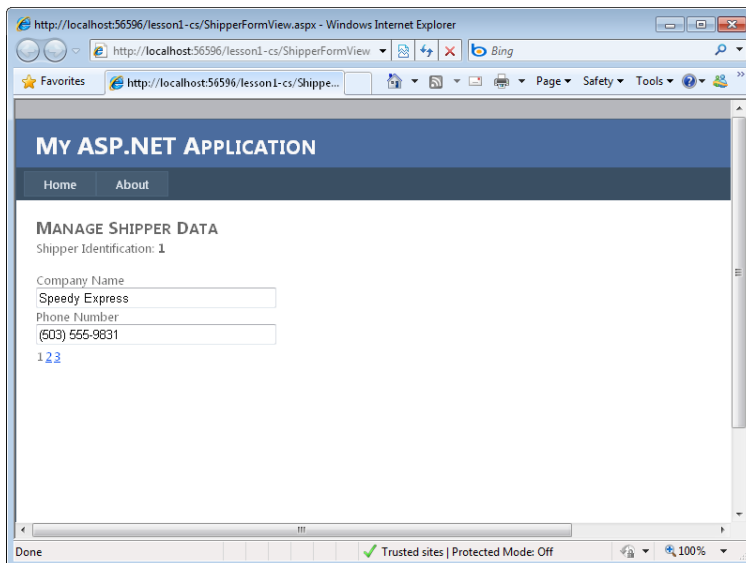 http://localhost:56596/lesson1-cs/ShipperFormView.aspx - Windows Internet Explorer
http://localhost:56596/lesson1-cs/ShipperFormView Bing
Favorites http://localhost:56596/lesson1-cs/Shippe... Page Safety Tools »
MY ASP.NET APPLICATION
Home About
MANAGE SHIPPER DATA
Shipper Identification: 1
Company Name
Speedy Express
Phone Number
(503) 555-9831
1 2 3
Done Trusted sites | Protected Mode: Off 100%